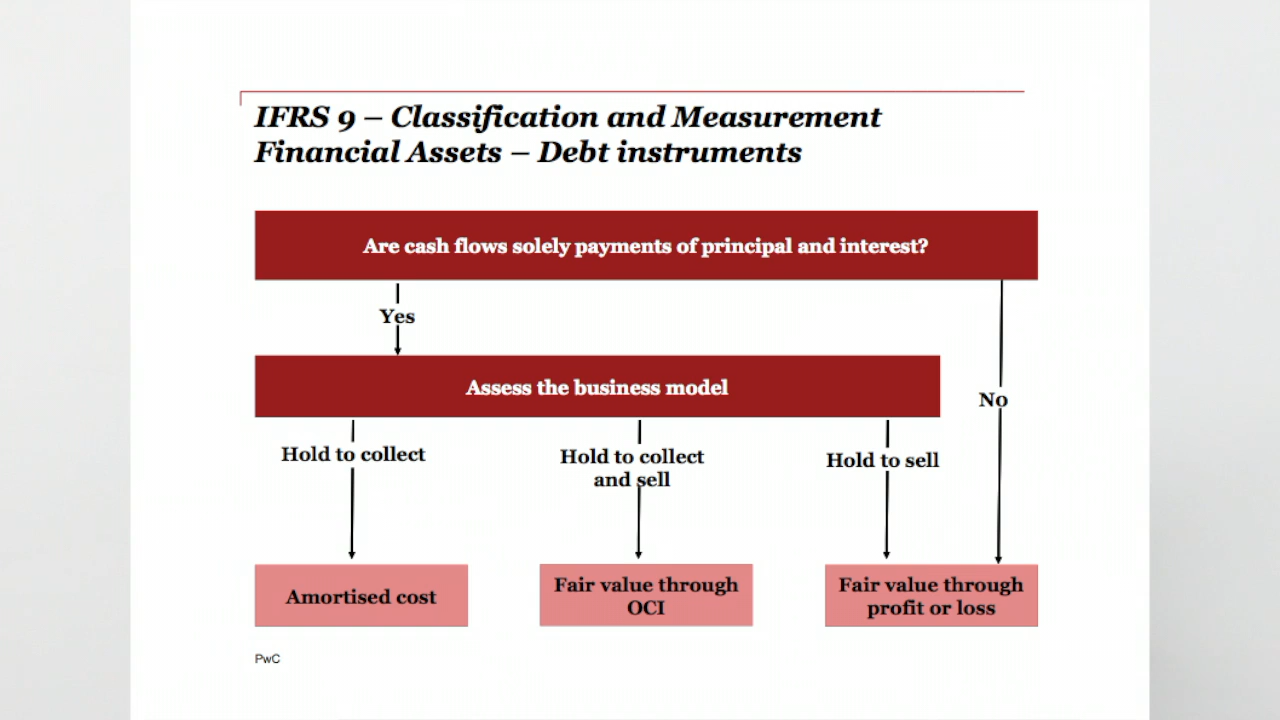 IFRS 9 – Classification and Measurement
Financial Assets – Debt instruments
Are cash flows solely payments of principal and interest?
Yes
Assess the business model
No
Hold to collect
Hold to collect
and sell
Hold to sell
Amortised cost
Fair value through
OCI
Fair value through
profit or loss
PwC